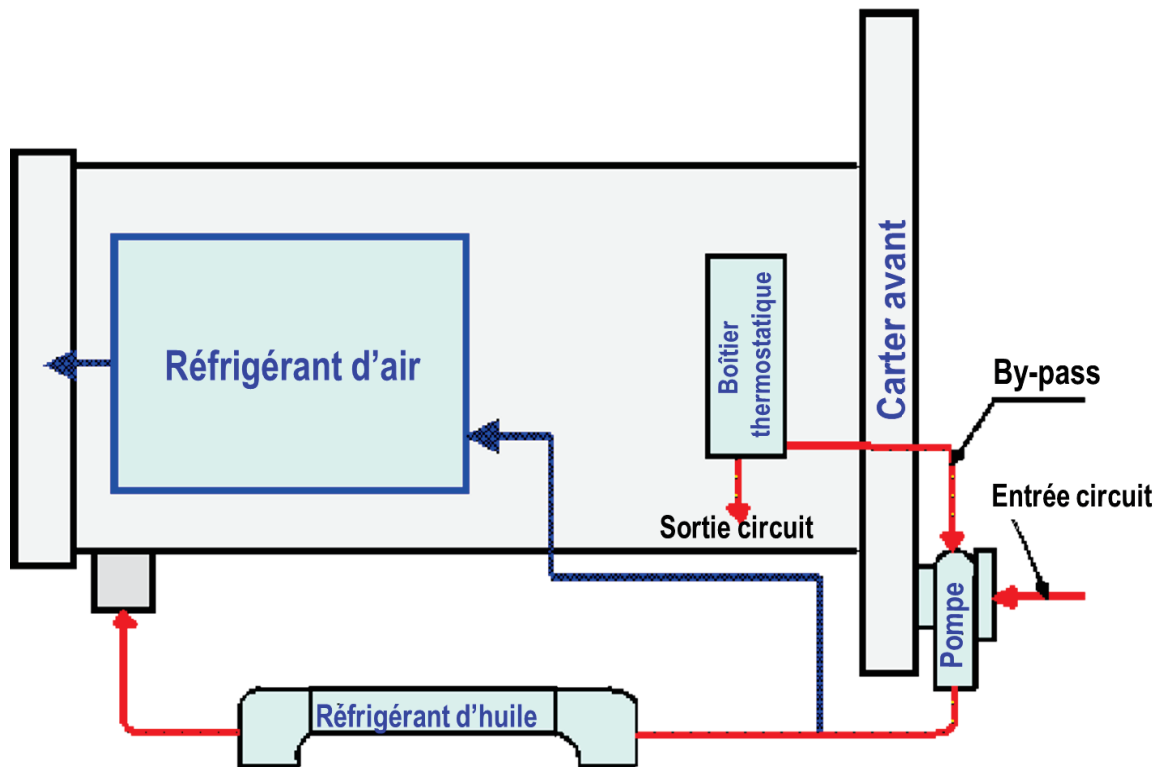 Réfrigérant d'air
Boîtier
thermostatique
Carter avant
By-pass
Entrée circuit
Sortie circuit
Pompe
Réfrigérant d'huile